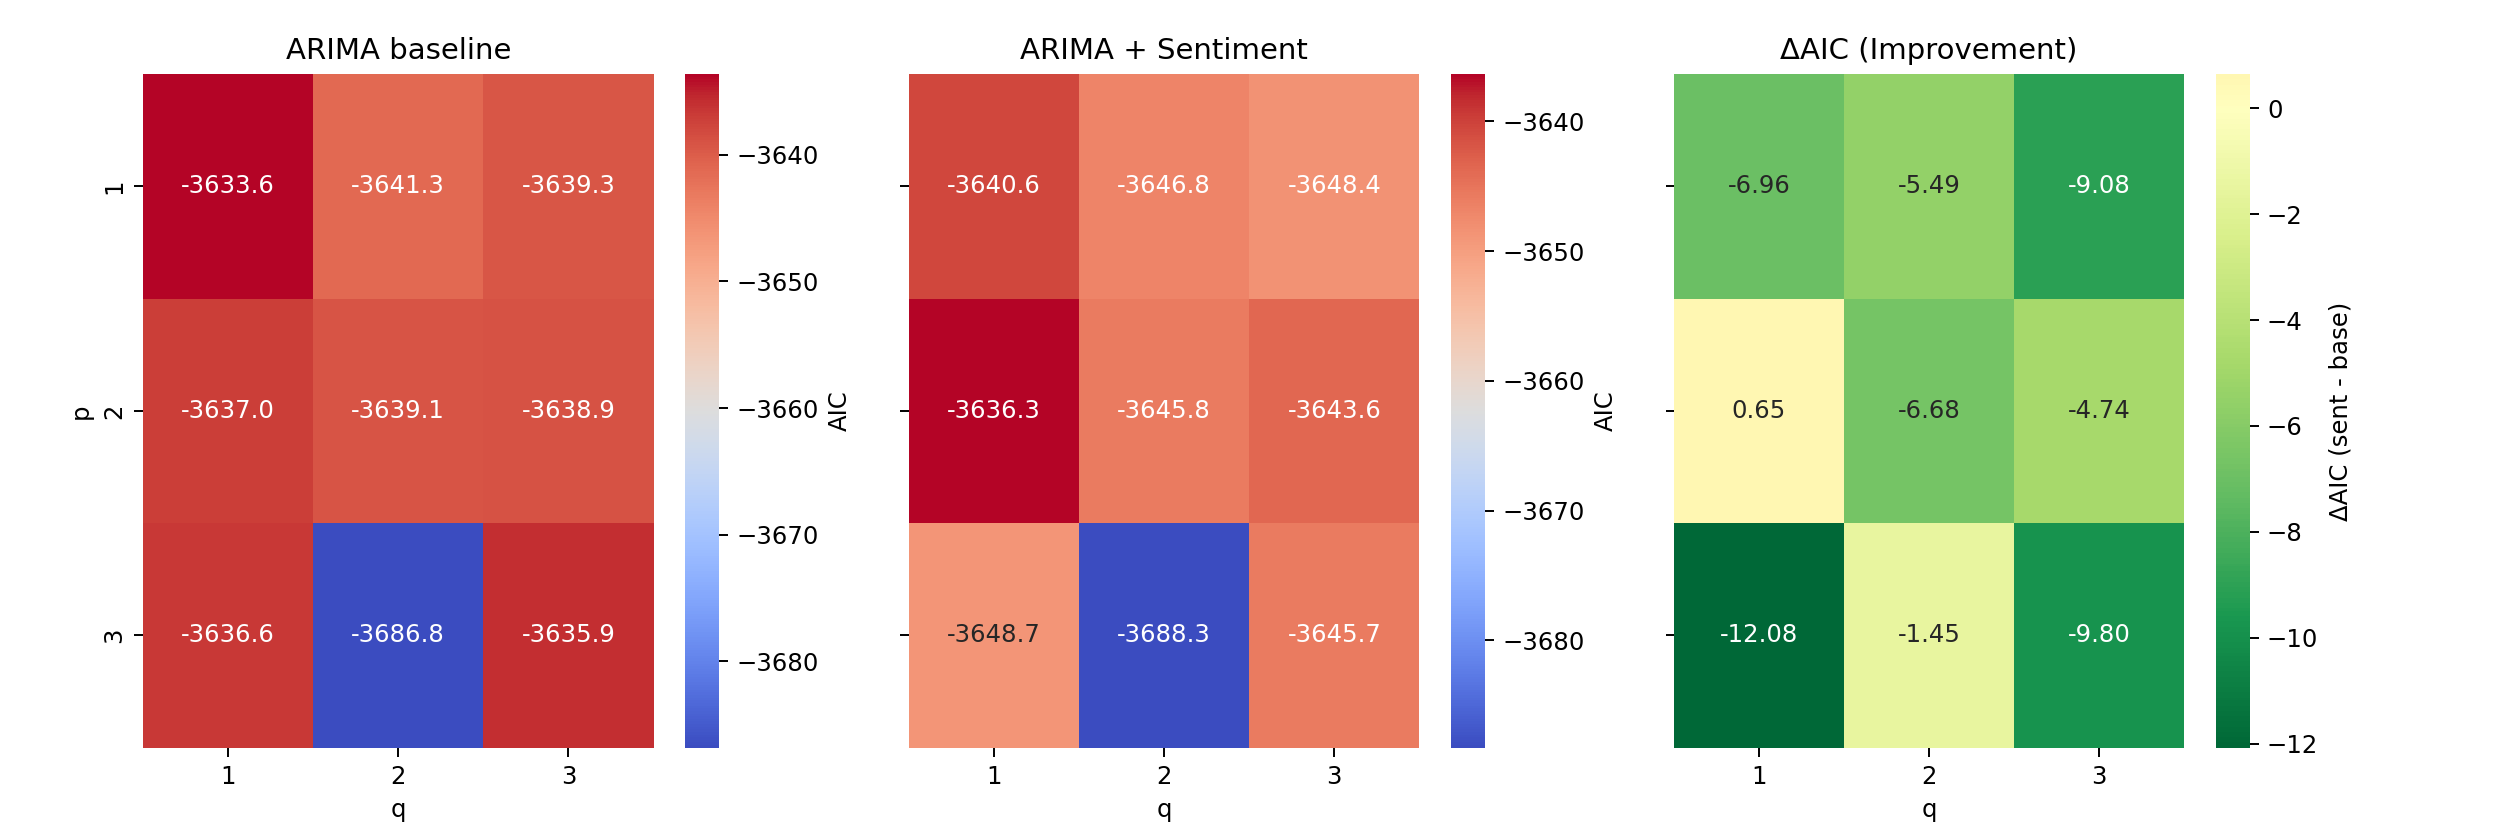 ARIMA baseline
p
1
2
3
-3633.6 -3641.3 -3639.3
-3637.0 -3639.1 -3638.9
-3636.6 -3686.8 -3635.9
1 2 3
q
−3640
−3650
−3660
−3670
−3680
AIC
ARIMA + Sentiment
-3640.6 -3646.8 -3648.4
-3636.3 -3645.8 -3643.6
-3648.7 -3688.3 -3645.7
1 2 3
q
−3640
−3650
−3660
−3670
−3680
AIC
ΔAIC (Improvement)
-6.96 -5.49 -9.08
0.65 -6.68 -4.74
-12.08 -1.45 -9.80
1 2 3
q
0
−2
−4
−6
−8
−10
−12
ΔAIC (sent - base)